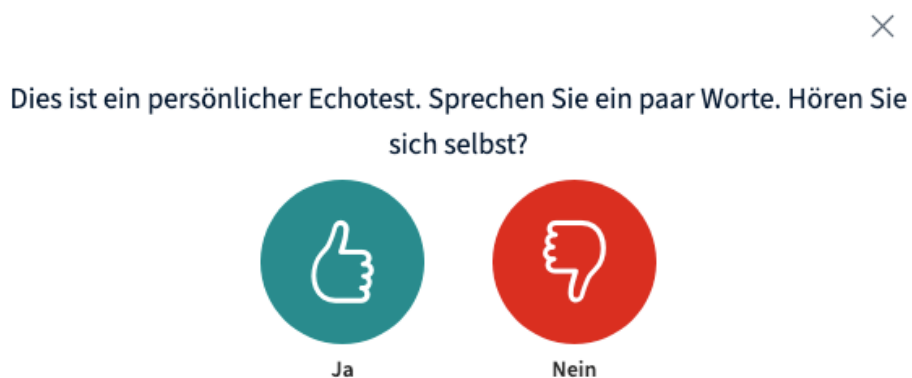 Dies ist ein persönlicher Echotest. Sprechen Sie ein paar Worte. Hören Sie
sich selbst?
Ja
Nein